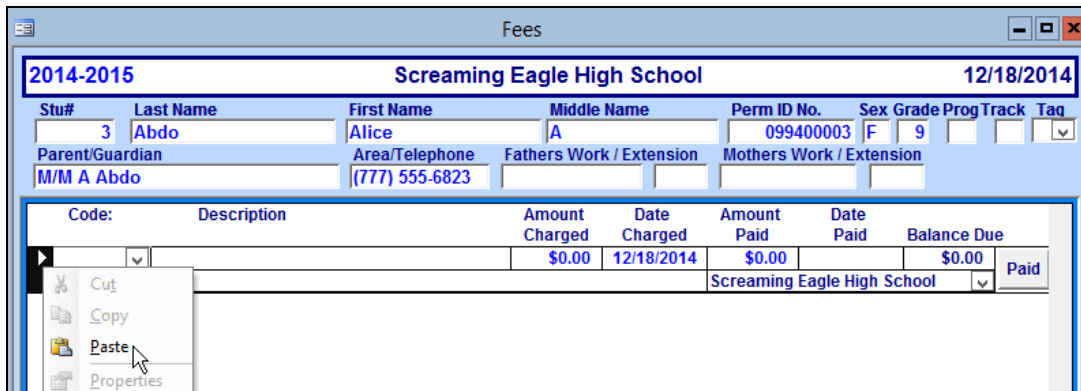 Fees
2014-2015 Screaming Eagle High School 12/18/2014
Stu# Last Name First Name Middle Name Perm ID No. Sex Grade Prog Track Tag
3 Abdo Alice A 099400003 F 9
Parent/Guardian Area/Telephone Fathers Work / Extension Mothers Work / Extension
M/M A Abdo (777) 555-6823
Code: Description Amount Charged Date Charged Amount Paid Date Paid Balance Due
$0.00 12/18/2014 $0.00 $0.00 Paid
Screaming Eagle High School
Cut
Copy
Paste
Properties